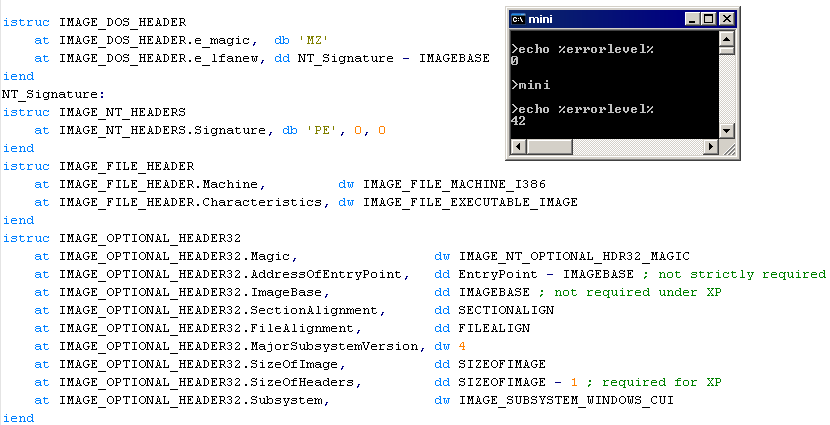 istruc IMAGE_DOS_HEADER
at IMAGE_DOS_HEADER.e_magic, db 'MZ'
at IMAGE_DOS_HEADER.e_lfanew, dd NT_Signature - IMAGEBASE
iend
NT_Signature:
istruc IMAGE_NT_HEADERS
at IMAGE_NT_HEADERS.Signature, db 'PE', 0, 0
iend
istruc IMAGE_FILE_HEADER
at IMAGE_FILE_HEADER.Machine, dw IMAGE_FILE_MACHINE_I386
at IMAGE_FILE_HEADER.Characteristics, dw IMAGE_FILE_EXECUTABLE_IMAGE
iend
istruc IMAGE_OPTIONAL_HEADER32
at IMAGE_OPTIONAL_HEADER32.Magic, dw IMAGE_NT_OPTIONAL_HDR32_MAGIC
at IMAGE_OPTIONAL_HEADER32.AddressOfEntryPoint, dd EntryPoint - IMAGEBASE ; not strictly required
at IMAGE_OPTIONAL_HEADER32.ImageBase, dd IMAGEBASE ; not required under XP
at IMAGE_OPTIONAL_HEADER32.SectionAlignment, dd SECTIONALIGN
at IMAGE_OPTIONAL_HEADER32.FileAlignment, dd FILEALIGN
at IMAGE_OPTIONAL_HEADER32.MajorSubsystemVersion, dw 4
at IMAGE_OPTIONAL_HEADER32.SizeOfImage, dd SIZEOFIMAGE
at IMAGE_OPTIONAL_HEADER32.SizeOfHeaders, dd SIZEOFIMAGE - 1 ; required for XP
at IMAGE_OPTIONAL_HEADER32.Subsystem, dw IMAGE_SUBSYSTEM_WINDOWS_CUI
iend
C:\ mini
>echo %errorlevel%
0
>mini
>echo %errorlevel%
42